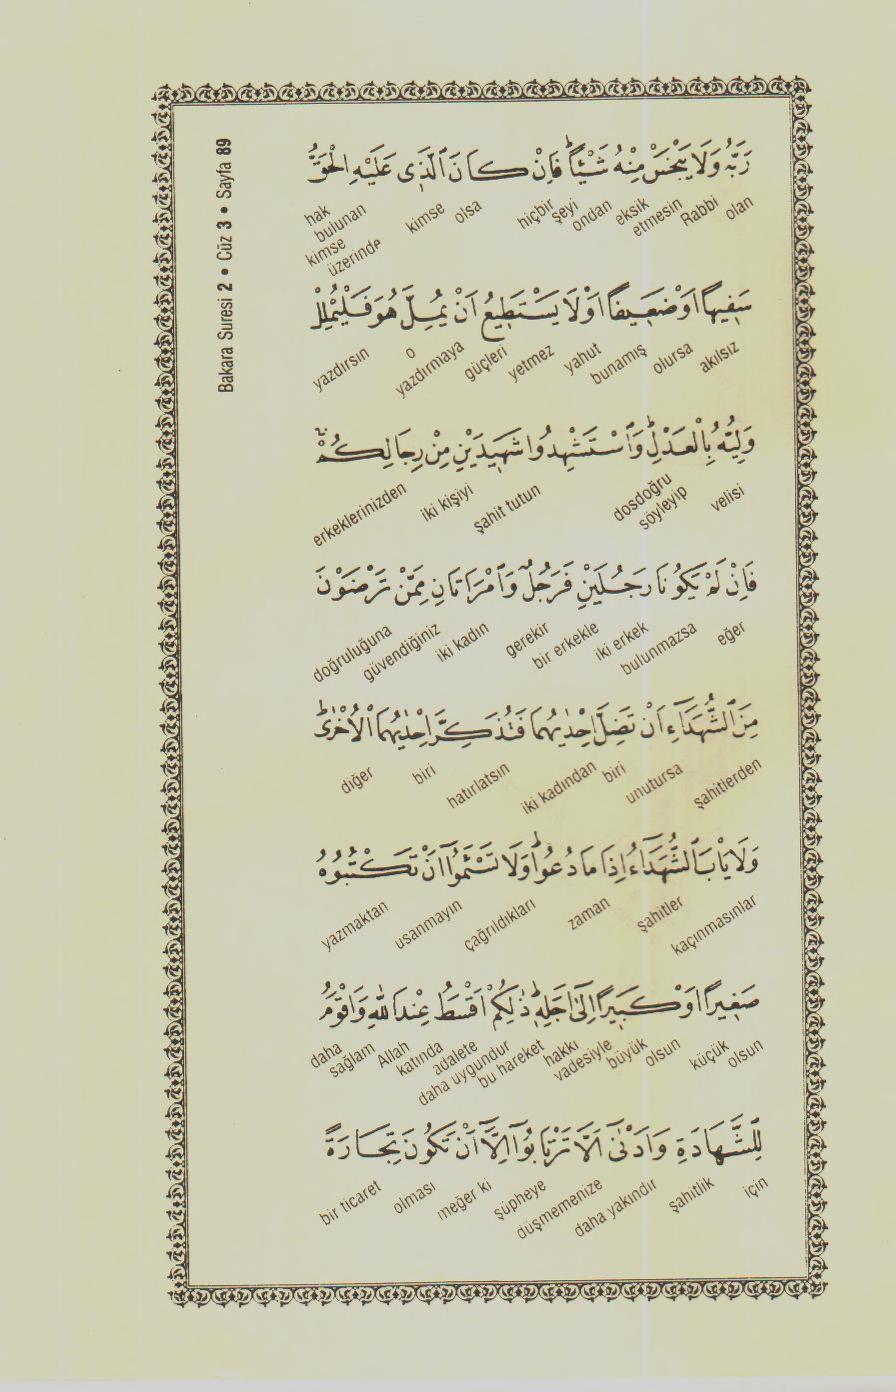 Bakara Suresi 2 • Cüz 3 • Sayfa 89
رَبَّهُ وَلَا يَبْخَسْ مِنْهُ شَيْئًاۜ فَاِنْ كَانَ الَّذ۪ي عَلَيْهِ الْحَقُّ
olan Rabbi etmesin eksik ondan şeyi hiçbir olsa kimse bulunan hak üzerinde kimse
سَف۪يهًا اَوْ ضَع۪يفًا اَوْ لَا يَسْتَط۪يعُ اَنْ يُمِلَّ هُوَ فَلْيُمْلِلْ
akılsız olursa bunamış yahut yetmez güçleri yazdırmaya o yazdırsın
وَلِيُّهُ بِالْعَدْلِۜ وَاسْتَشْهِدُوا شَه۪يدَيْنِ مِنْ رِجَالِكُمْۚ
velisi dosdoğru söyleyip şahit tutun iki kişiyi erkeklerinizden
فَاِنْ لَمْ يَكُونَا رَجُلَيْنِ فَرَجُلٌ وَامْرَاَتَانِ مِمَّنْ تَرْضَوْنَ
eğer bulunmazsa iki erkek bir erkekle gerekir iki kadın güvendiğiniz doğruluğuna
مِنَ الشُّهَدَٓاءِ اَنْ تَضِلَّ اِحْدٰيهُمَا فَتُذَكِّرَ اِحْدٰيهُمَا الْاُخْرٰىۜ
şahitlerden unutursa biri iki kadından hatırlatsın biri diğer
وَلَا يَاْبَ الشُّهَدَٓاءُ اِذَا مَا دُعُواۜ وَلَا تَسْـَٔمُٓوا اَنْ تَكْتُبُوهُ
kaçınmasınlar şahitler zaman çağrıldıkları usanmayın yazmaktan
صَغ۪يرًا اَوْ كَب۪يرًا اِلٰٓى اَجَلِه۪ۜ ذٰلِكُمْ اَقْسَطُ عِنْدَ اللّٰهِ وَاَقْوَمُ
olsun küçük olsun büyük vadesiyle hakkı bu hareket daha uygundur adalete katında Allah sağlam daha
لِلشَّهَادَةِ وَاَدْنٰٓى اَلَّا تَرْتَابُٓوا اِلَّٓا اَنْ تَكُونَ تِجَارَةً
için şahitlik daha yakındır düşmemenize şüpheye meğer ki olması bir ticaret